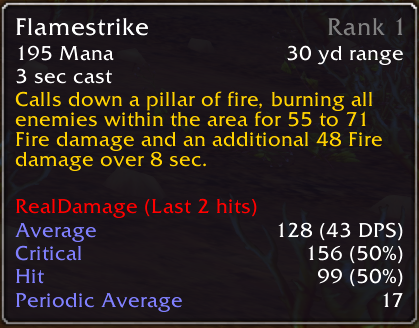 Flamestrike Rank 1
195 Mana 30 yd range
3 sec cast
Calls down a pillar of fire, burning all
enemies within the area for 55 to 71
Fire damage and an additional 48 Fire
damage over 8 sec.
RealDamage (Last 2 hits)
Average 128 (43 DPS)
Critical 156 (50%)
Hit 99 (50%)
Periodic Average 17